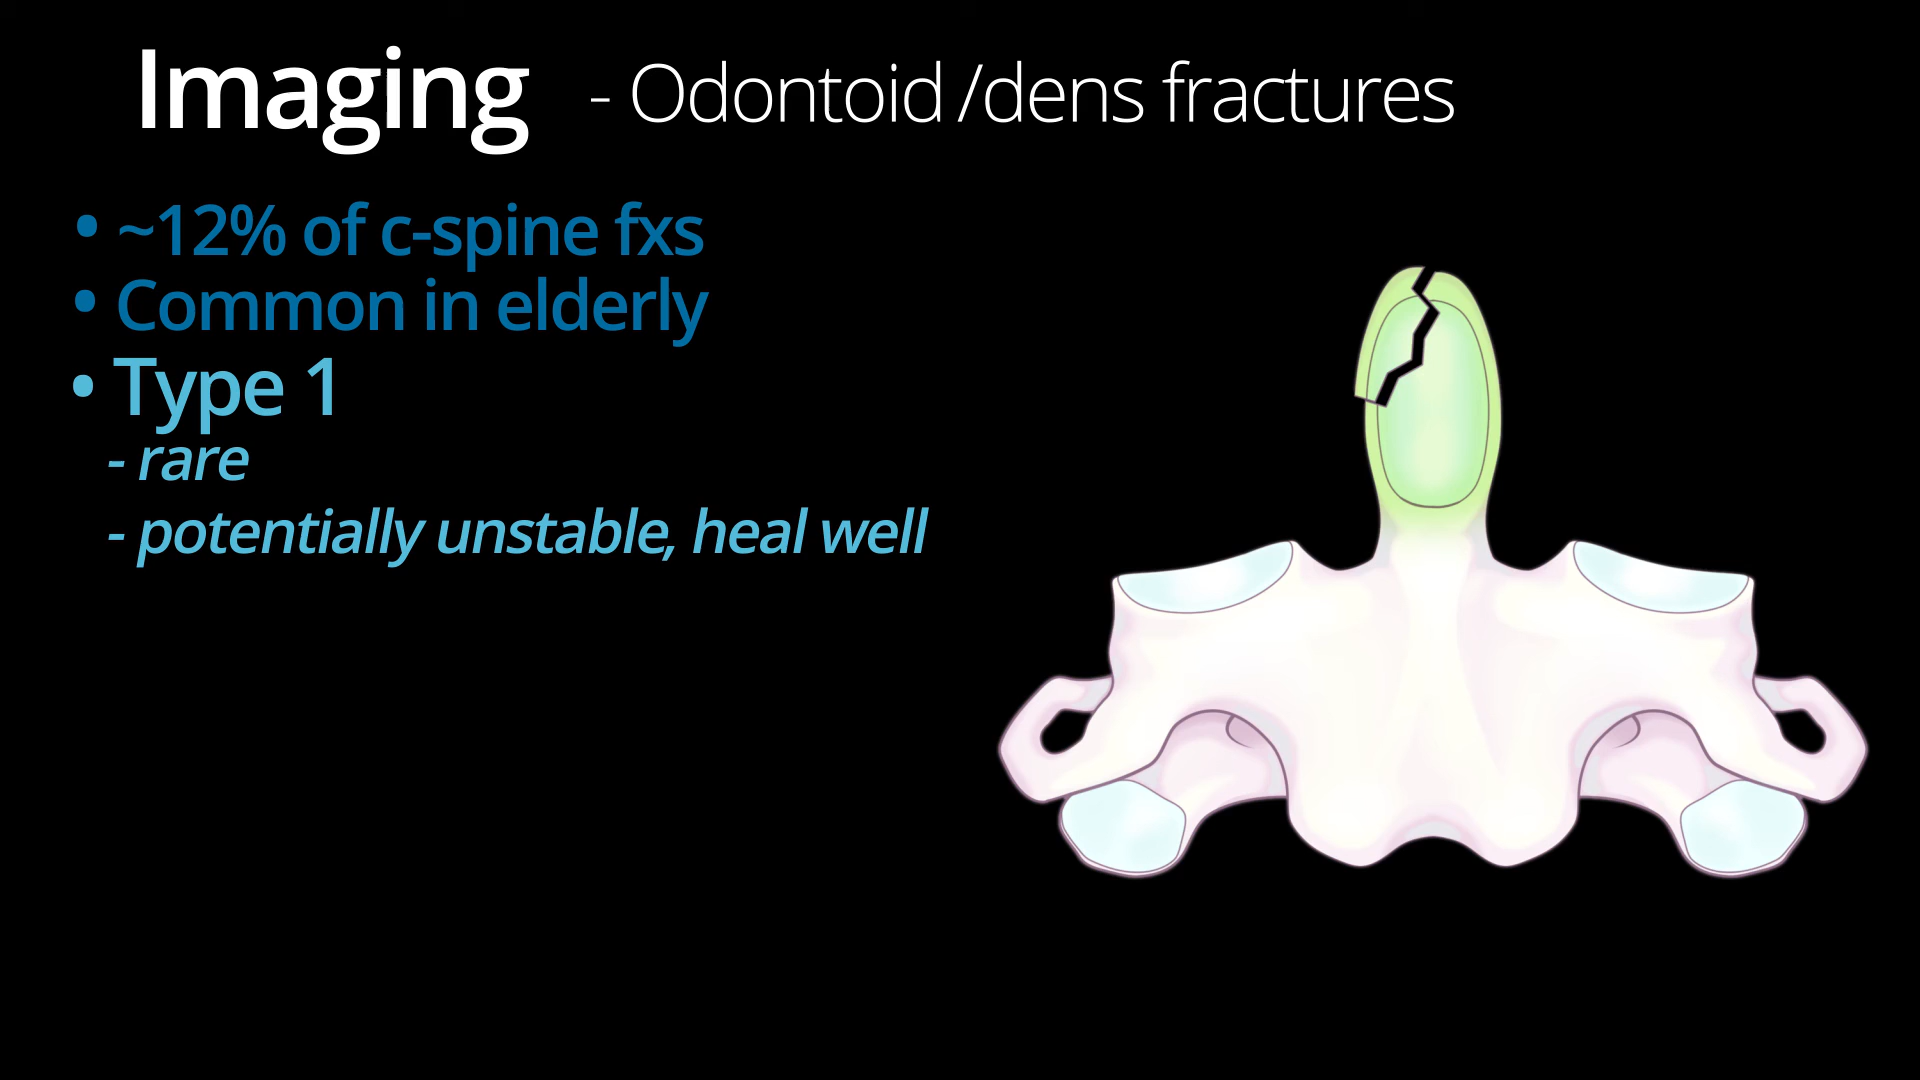 Imaging - Odontoid /dens fractures
• ~12% of c-spine fxs
• Common in elderly
• Type 1
- rare
- potentially unstable, heal well